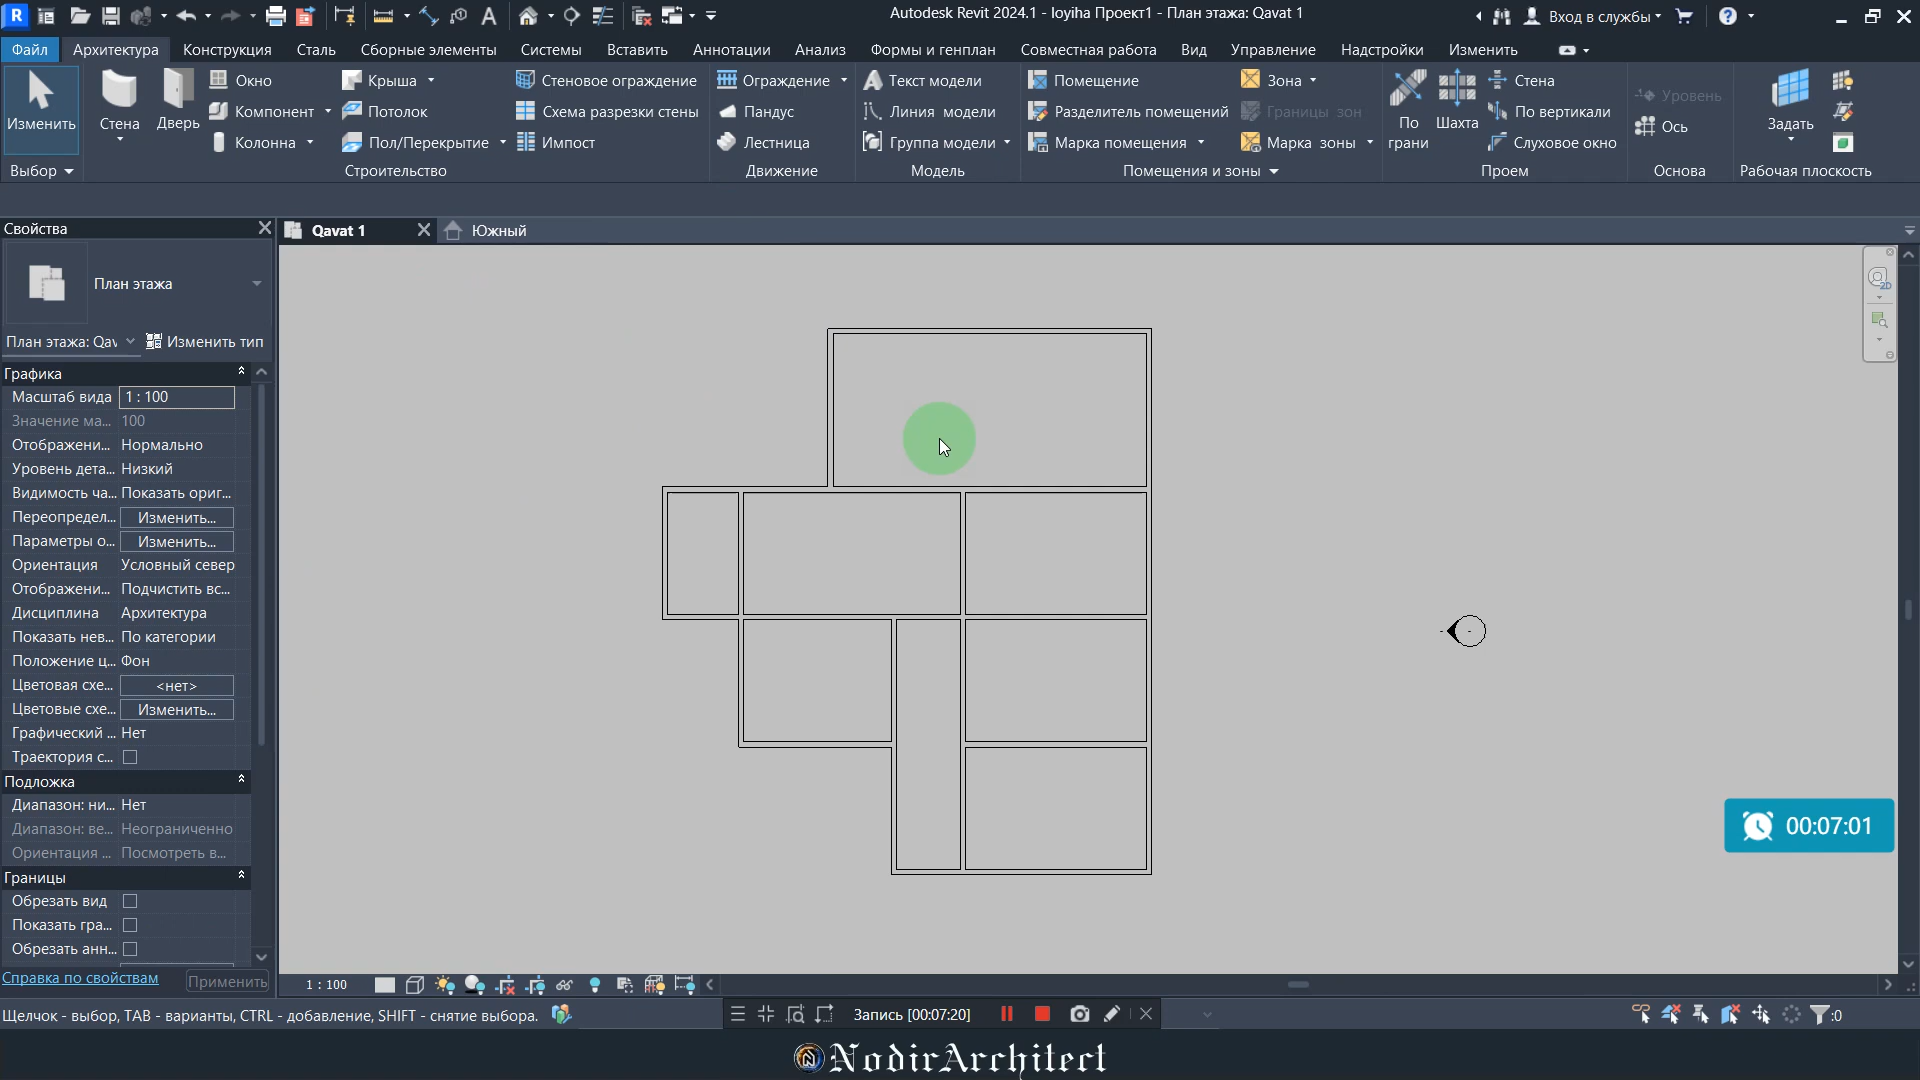 Autodesk Revit 2024.1 - loyiha Проект1 - План этажа: Qavat 1
Вход в службы
Файл Архитектура Конструкция Сталь Сборные элементы Системы Вставить Аннотации Анализ Формы и генплан Совместная работа Вид Управление Надстройки Изменить
Изменить
Стена
Дверь
Окно
Компонент
Колонна
Крыша
Потолок
Пол/Перекрытие
Стеновое ограждение
Схема разрезки стены
Импост
Ограждение
Пандус
Лестница
Текст модели
Линия модели
Группа модели
Помещение
Разделитель помещений
Марка помещения
Зона
Границы зон
Марка зоны
По
грани
Шахта
Стена
По вертикали
Слуховое окно
Уровень
Ось
Задать
Выбор Строительство Движение Модель Помещения и зоны Проем Основа Рабочая плоскость
Свойства
Qavat 1
Южный
План этажа
План этажа: Qav
Изменить тип
Графика
Масштаб вида 1 : 100
Значение ма... 100
Отображени... Нормально
Уровень дета... Низкий
Видимость ча... Показать ориг...
Переопредел... Изменить...
Параметры о... Изменить...
Ориентация Условный север
Отображени... Подчистить вс...
Дисциплина Архитектура
Показать нев... По категории
Положение ц... Фон
Цветовая схе... <нет>
Цветовые схе... Изменить...
Графический ... Нет
Траектория с...
Подложка
Диапазон: ни... Нет
Диапазон: ве... Неограниченно
Ориентация ... Посмотреть в...
Границы
Обрезать вид
Показать гра...
Обрезать анн...
Справка по свойствам
Применить
2D
00:07:01
1 : 100
Щелчок - выбор, TAB - варианты, CTRL - добавление, SHIFT - снятие выбора.
Запись [00:07:20]
:0
NodirArchitect